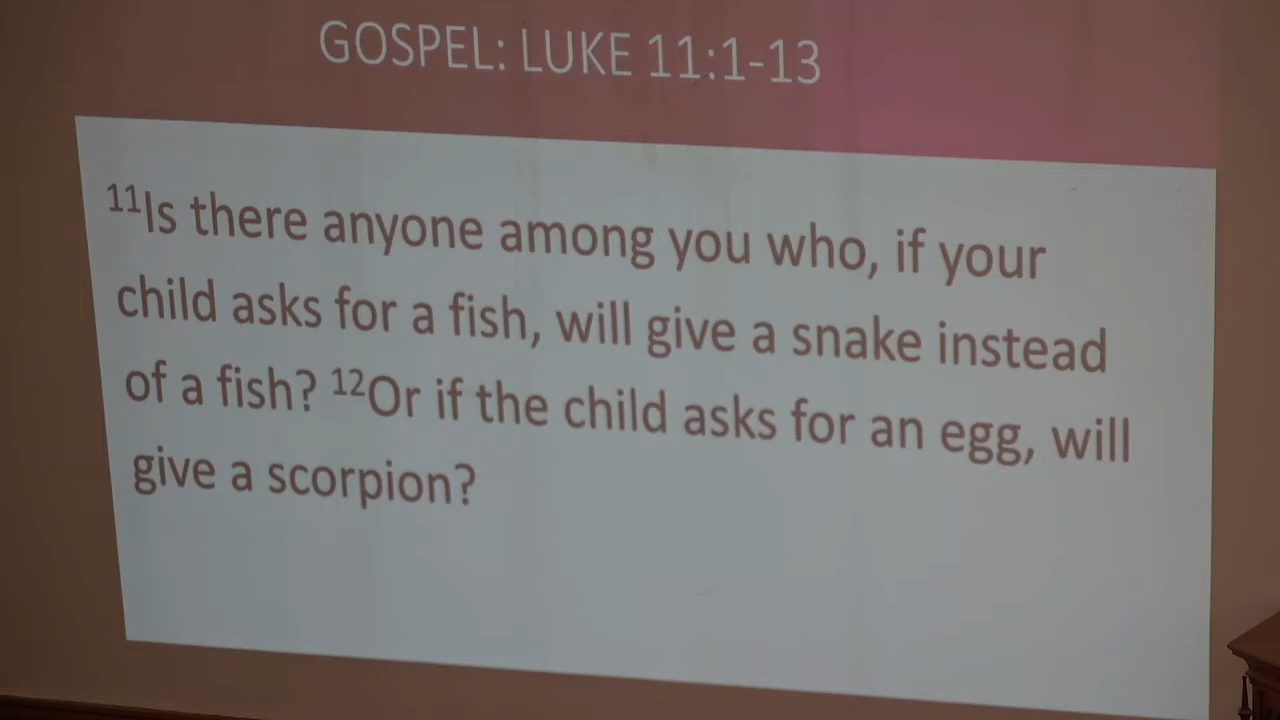 GOSPEL: LUKE 11:1-13
¹¹Is there anyone among you who, if your
child asks for a fish, will give a snake instead
of a fish? ¹²Or if the child asks for an egg, will
give a scorpion?